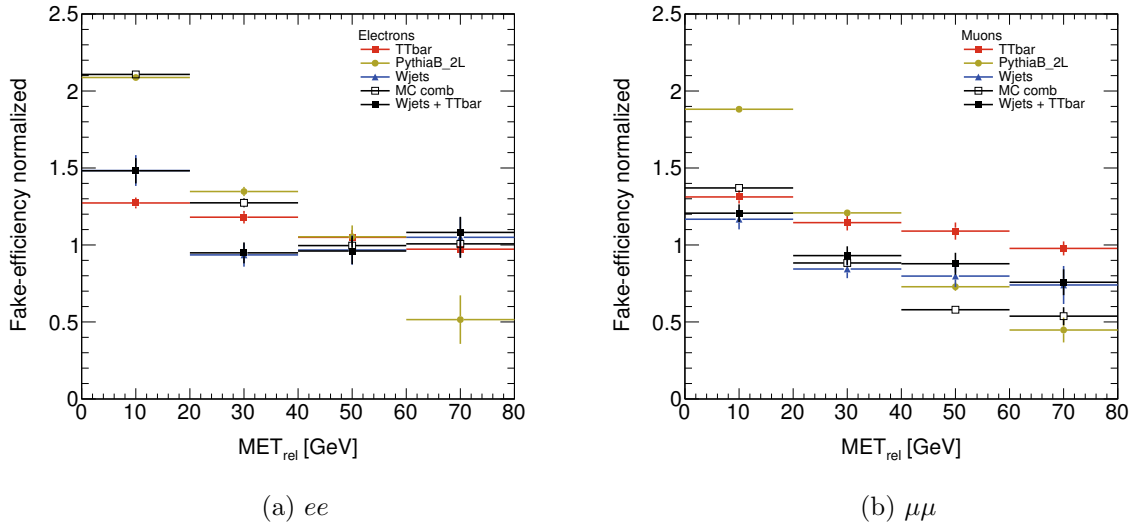 Fake-efficiency normalized
2.5
2
1.5
1
0.5
0
Electrons
TTbar
PythiaB_2L
Wjets
MC comb
Wjets + TTbar
0 10 20 30 40 50 60 70 80
MET_rel [GeV]
(a) ee
Fake-efficiency normalized
2.5
2
1.5
1
0.5
0
Muons
TTbar
PythiaB_2L
Wjets
MC comb
Wjets + TTbar
0 10 20 30 40 50 60 70 80
MET_rel [GeV]
(b) μμ